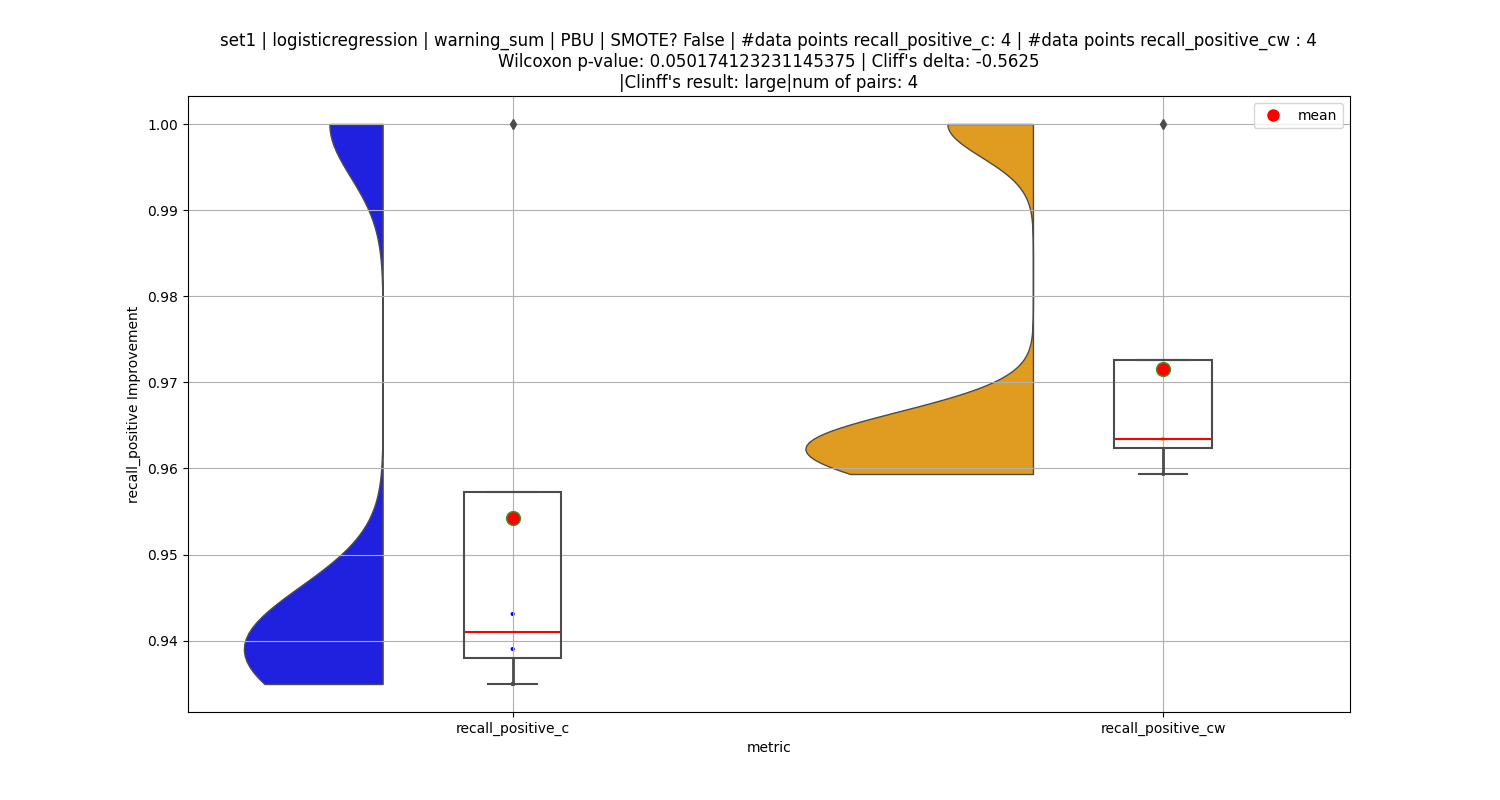 set1 | logisticregression | warning_sum | PBU | SMOTE? False | #data points recall_positive_c: 4 | #data points recall_positive_cw : 4
Wilcoxon p-value: 0.050174123231145375 | Cliff's delta: -0.5625
|Clinff's result: large|num of pairs: 4
mean
1.00
0.99
0.98
0.97
0.96
0.95
0.94
recall_positive Improvement
recall_positive_c
recall_positive_cw
metric